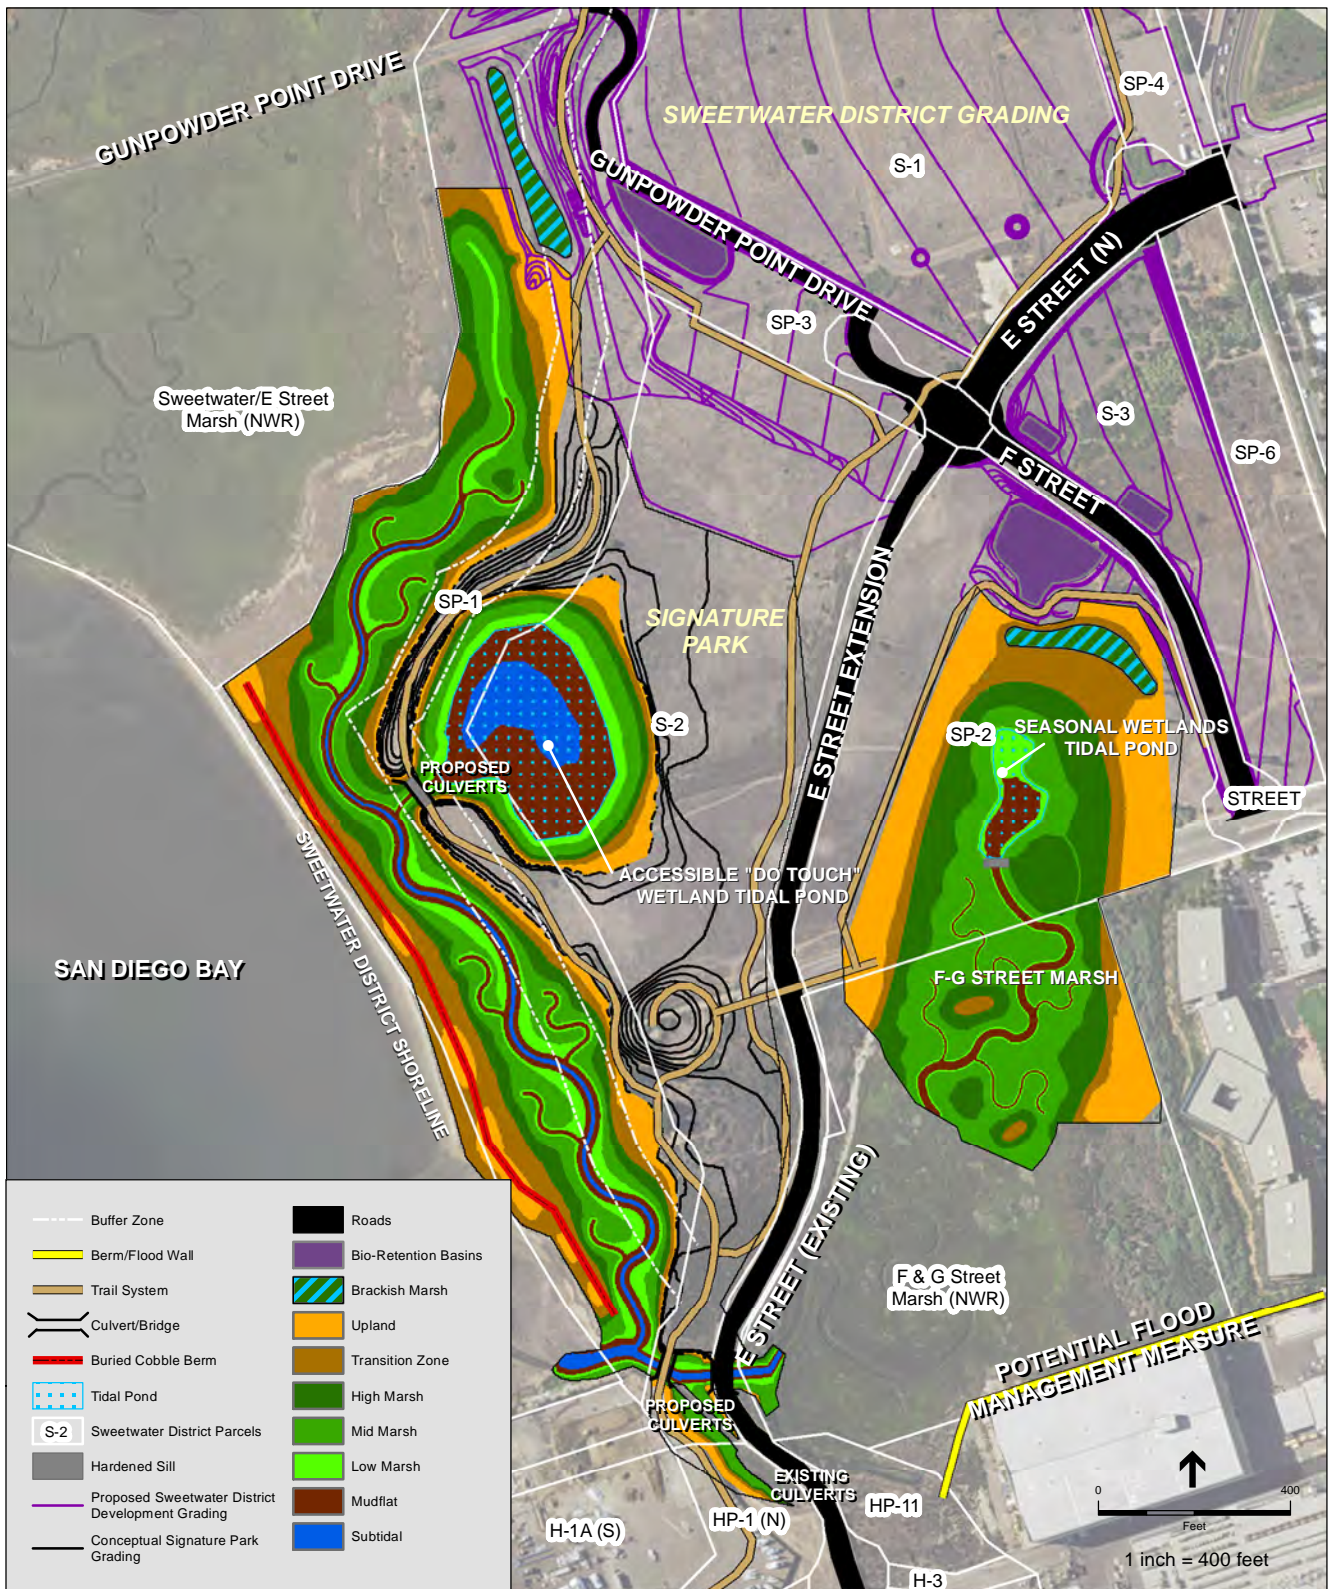 GUNPOWDER POINT DRIVE
SWEETWATER DISTRICT GRADING
SP-4
S-1
GUNPOWDER POINT DRIVE
E STREET (N)
SP-3
Sweetwater/E Street
Marsh (NWR)
S-3
SP-6
F STREET
SP-1
SIGNATURE
PARK
E STREET EXTENSION
S-2
SP-2
SEASONAL WETLANDS
TIDAL POND
PROPOSED
CULVERTS
STREET
SWEETWATER DISTRICT SHORELINE
ACCESSIBLE "DO TOUCH"
WETLAND TIDAL POND
SAN DIEGO BAY
F-G STREET MARSH
E STREET (EXISTING)
F & G Street
Marsh (NWR)
POTENTIAL FLOOD
MANAGEMENT MEASURE
PROPOSED
CULVERTS
EXISTING
CULVERTS
HP-11
HP-1 (N)
H-1A (S)
H-3
Buffer Zone
Berm/Flood Wall
Trail System
Culvert/Bridge
Buried Cobble Berm
Tidal Pond
S-2
Sweetwater District Parcels
Hardened Sill
Proposed Sweetwater District
Development Grading
Conceptual Signature Park
Grading
Roads
Bio-Retention Basins
Brackish Marsh
Upland
Transition Zone
High Marsh
Mid Marsh
Low Marsh
Mudflat
Subtidal
0 400
Feet
1 inch = 400 feet